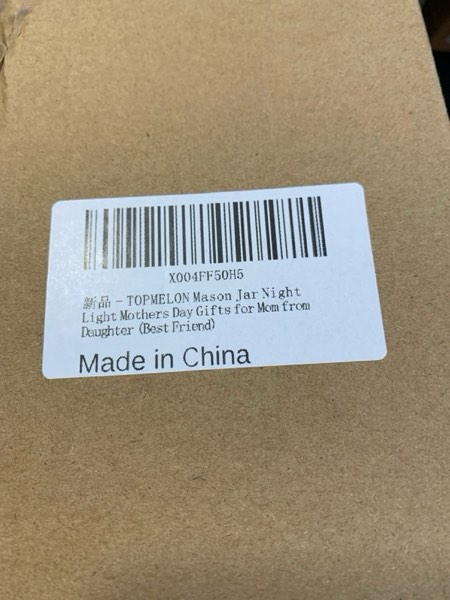 X004FF50H5
新品 - TOPMELON Mason Jar Night
Light Mothers Day Gifts for Mom from
Daughter (Best Friend)
Made in China